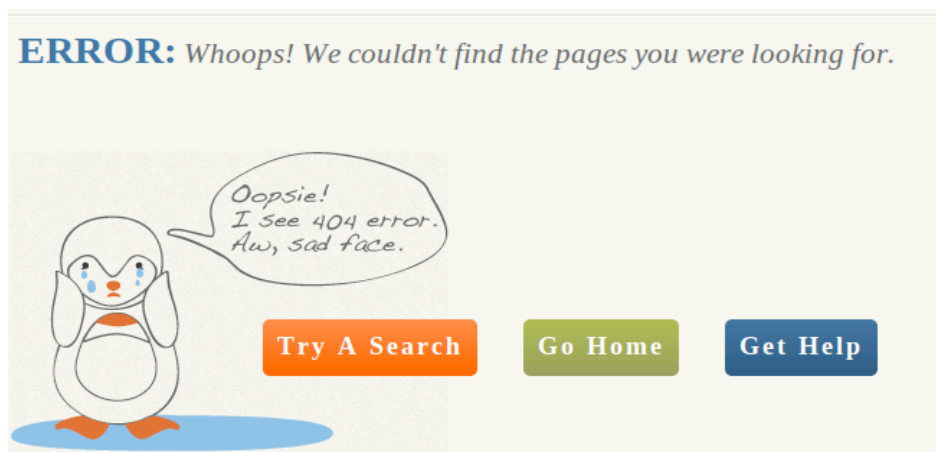 ERROR: Whoops! We couldn't find the pages you were looking for.
Oopsie!
I see 404 error.
Aw, sad face.
Try A Search
Go Home
Get Help